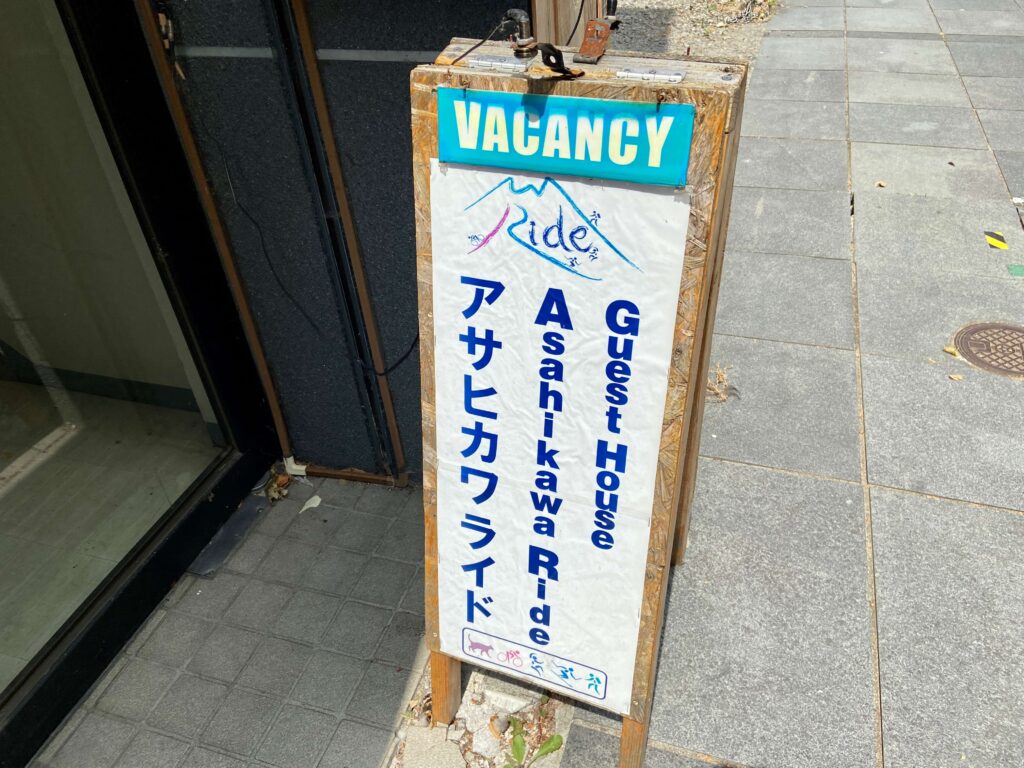 VACANCY
Ride
Guest House
Asahikawa Ride
アサヒカワ ライド